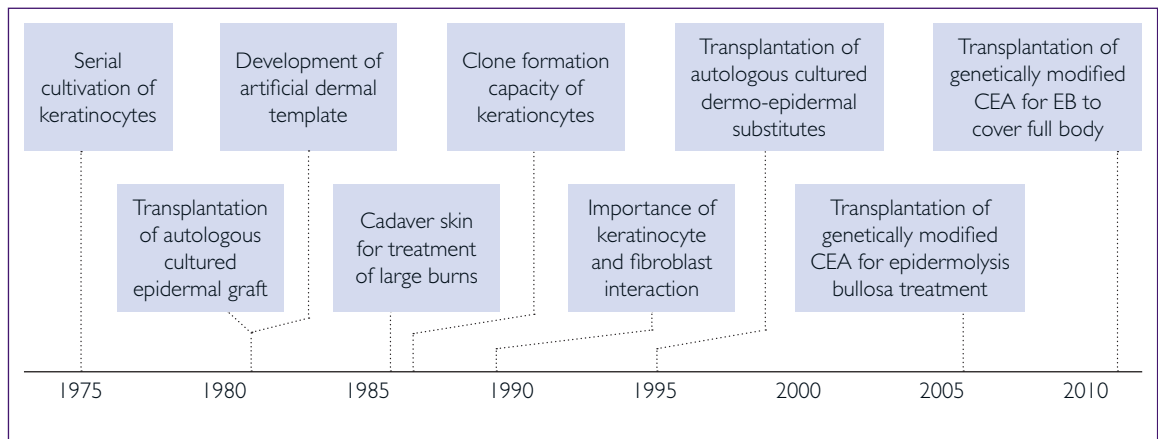 Serial
cultivation of
keratinocytes
Development of
artificial dermal
template
Clone formation
capacity of
kerationcytes
Transplantation of
autologous cultured
dermo-epidermal
substitutes
Transplantation of
genetically modified
CEA for EB to
cover full body
Transplantation
of autologous
cultured
epidermal graft
Cadaver skin
for treatment
of large burns
Importance of
keratinocyte
and fibroblast
interaction
Transplantation of
genetically modified
CEA for epidermolysis
bullosa treatment
1975 1980 1985 1990 1995 2000 2005 2010